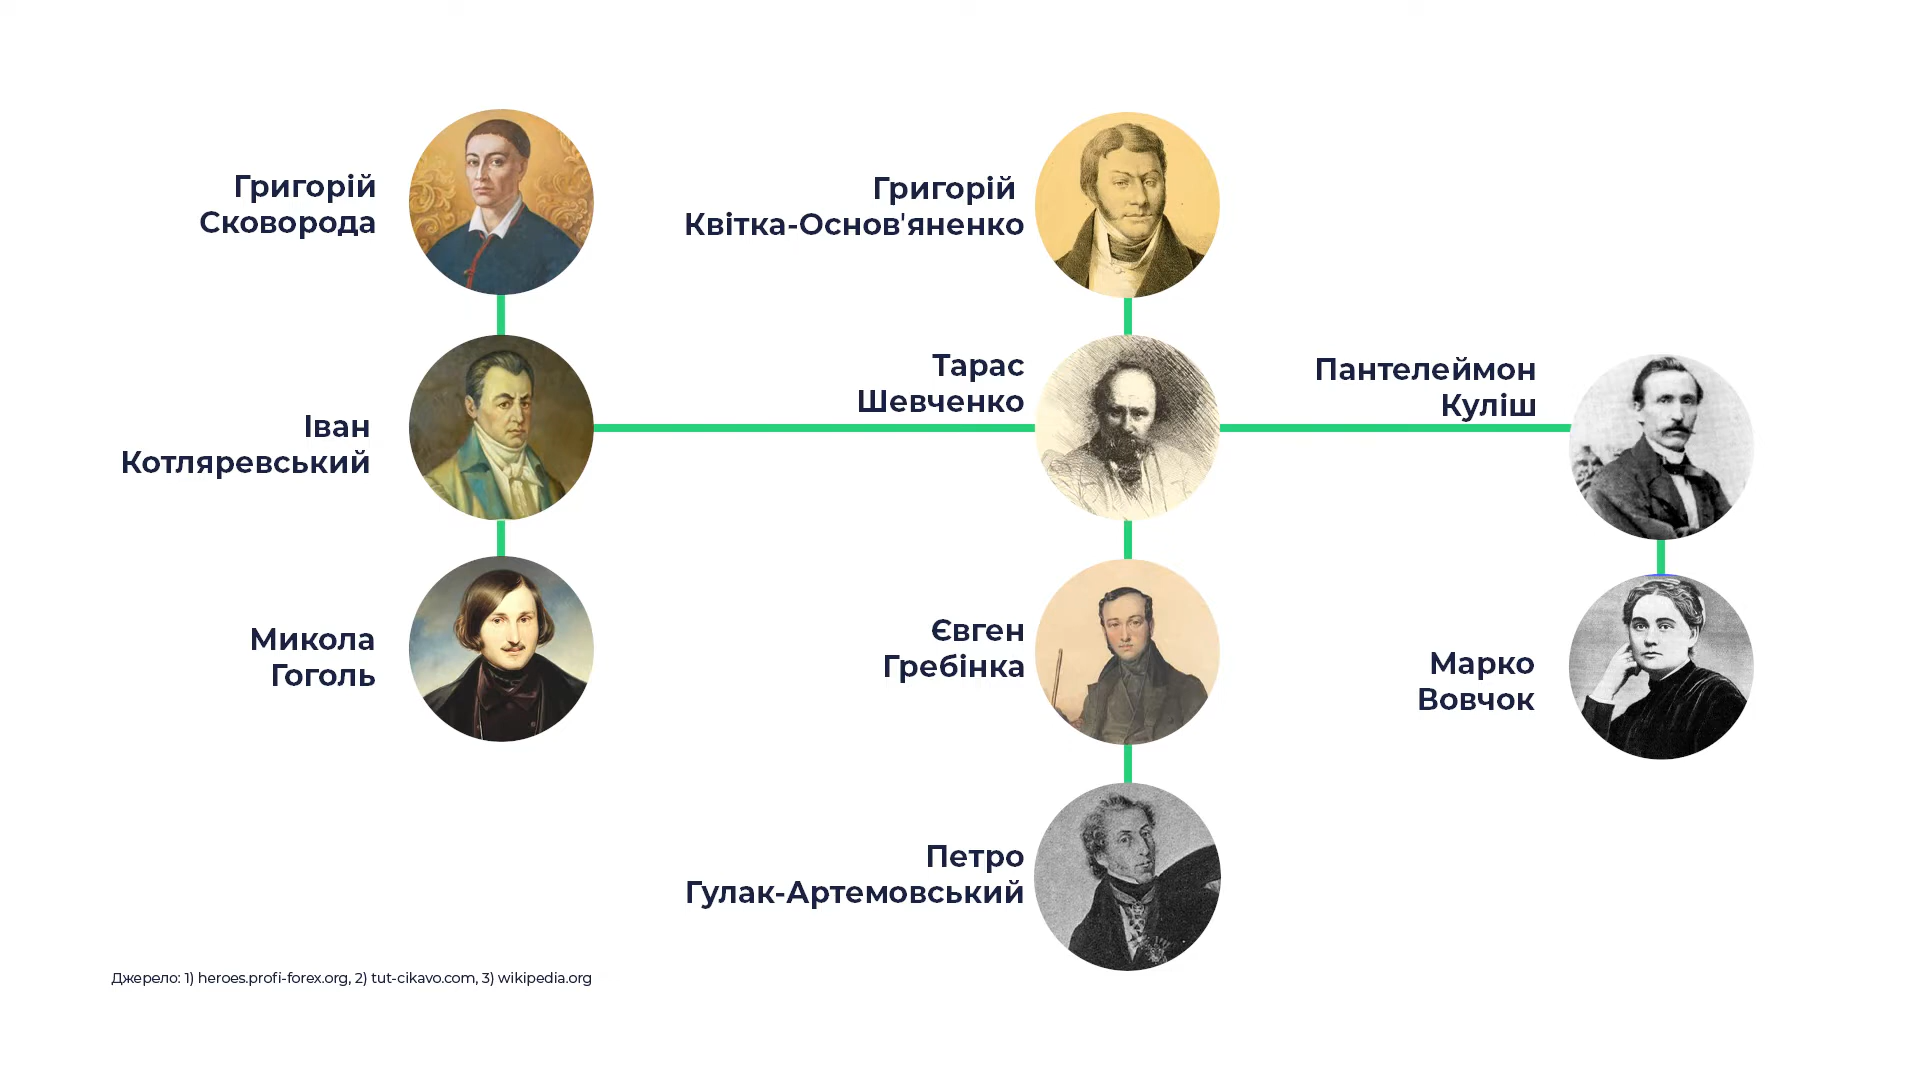 Григорій
Сковорода
Григорій
Квітка-Основ'яненко
Тарас
Шевченко
Пантелеймон
Куліш
Іван
Котляревський
Микола
Гоголь
Євген
Гребінка
Марко
Вовчок
Петро
Гулак-Артемовський
Джерело: 1) heroes.profi-forex.org, 2) tut-cikavo.com, 3) wikipedia.org